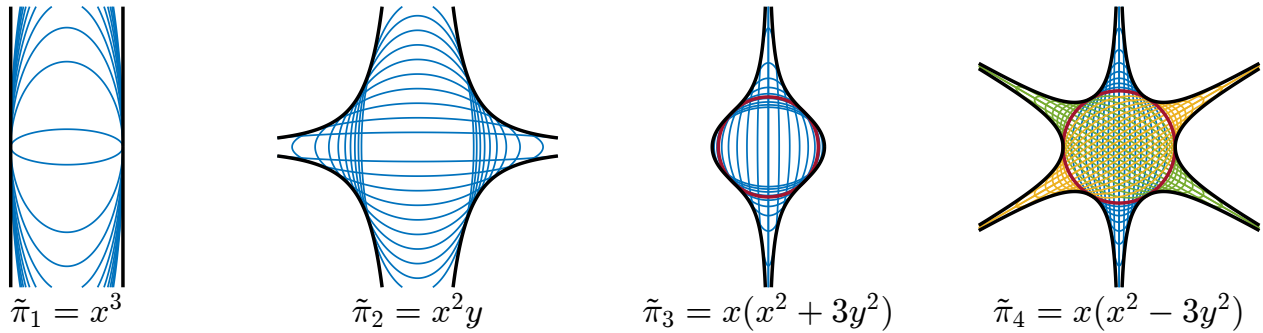 π̃₁ = x³
π̃₂ = x²y
π̃₃ = x(x² + 3y²)
π̃₄ = x(x² − 3y²)